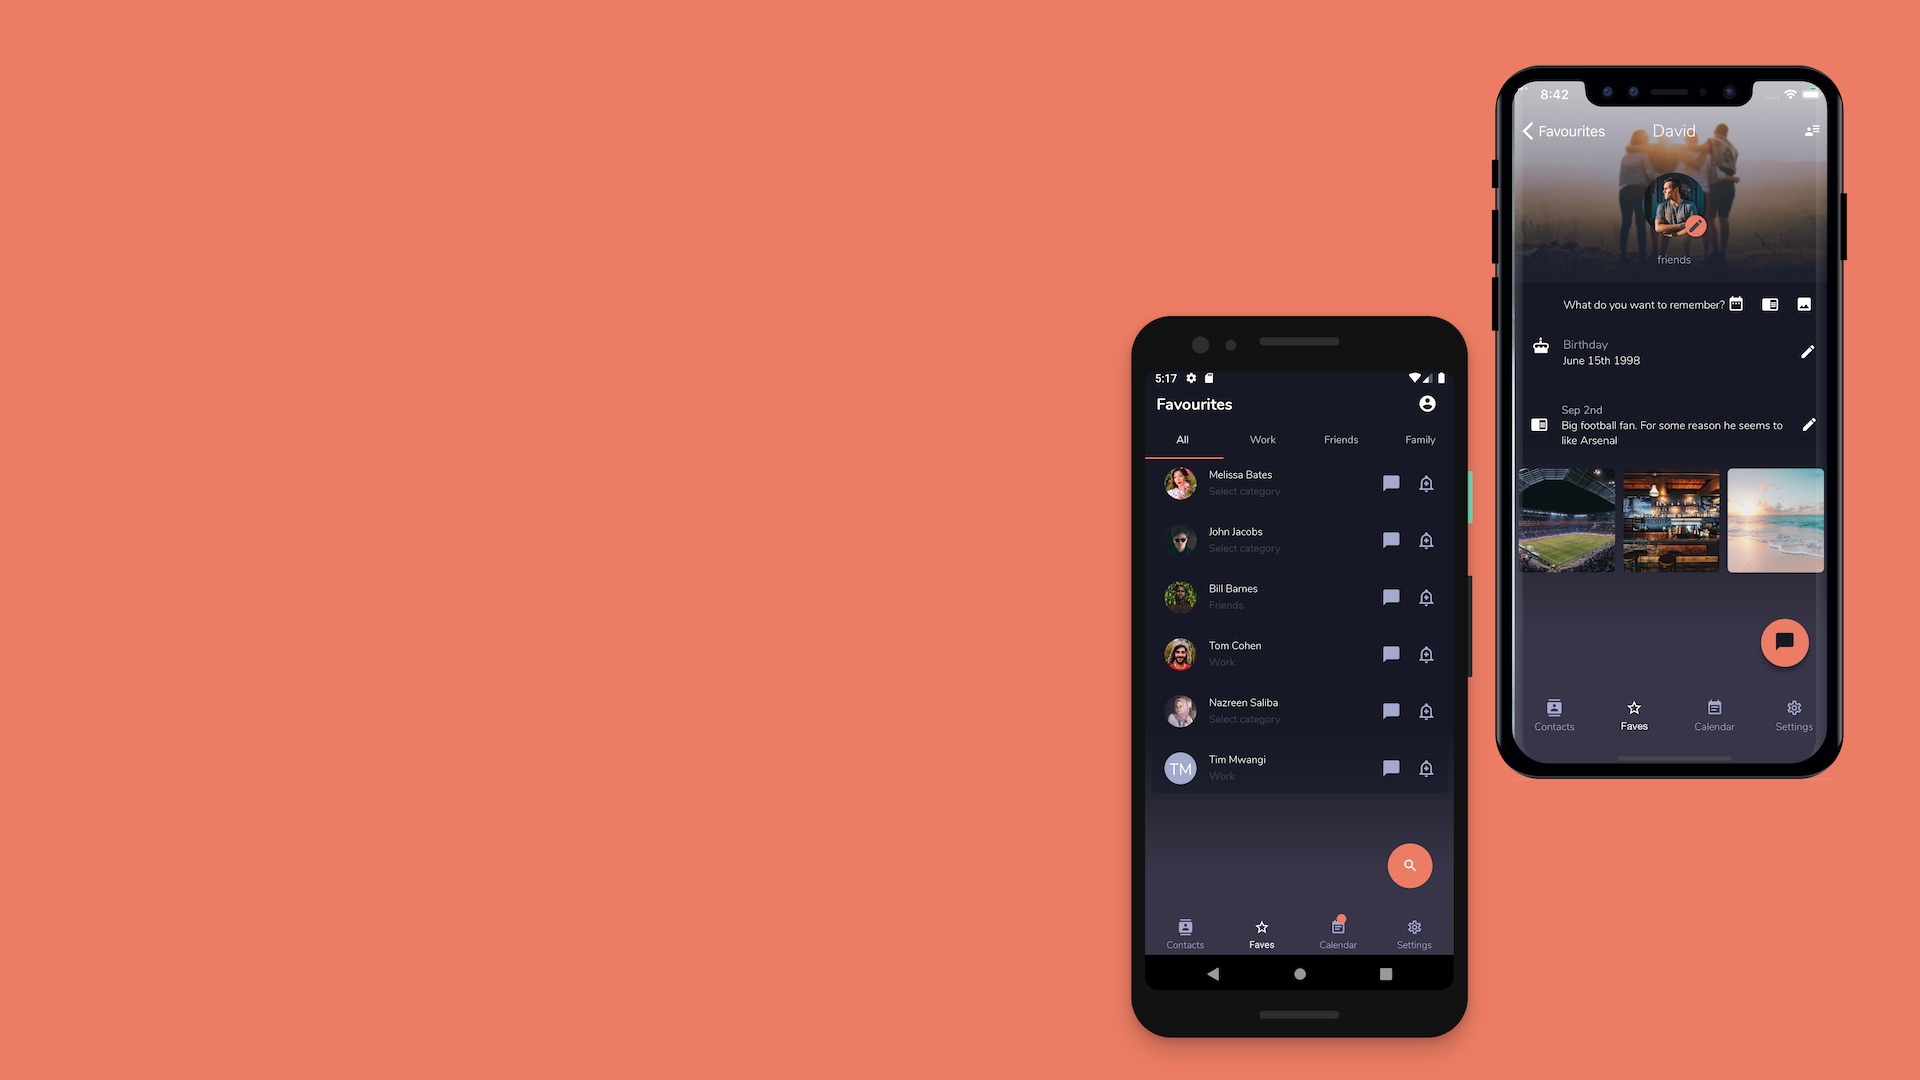 5:17
Favourites
All Work Friends Family
Melissa Bates
Select category
John Jacobs
Select category
Bill Barnes
Friends
Tom Cohen
Work
Nazreen Saliba
Select category
TM
Tim Mwangi
Work
Contacts Faves Calendar Settings
8:42
Favourites David
friends
What do you want to remember?
Birthday
June 15th 1998
Sep 2nd
Big football fan. For some reason he seems to
like Arsenal
Contacts Faves Calendar Settings